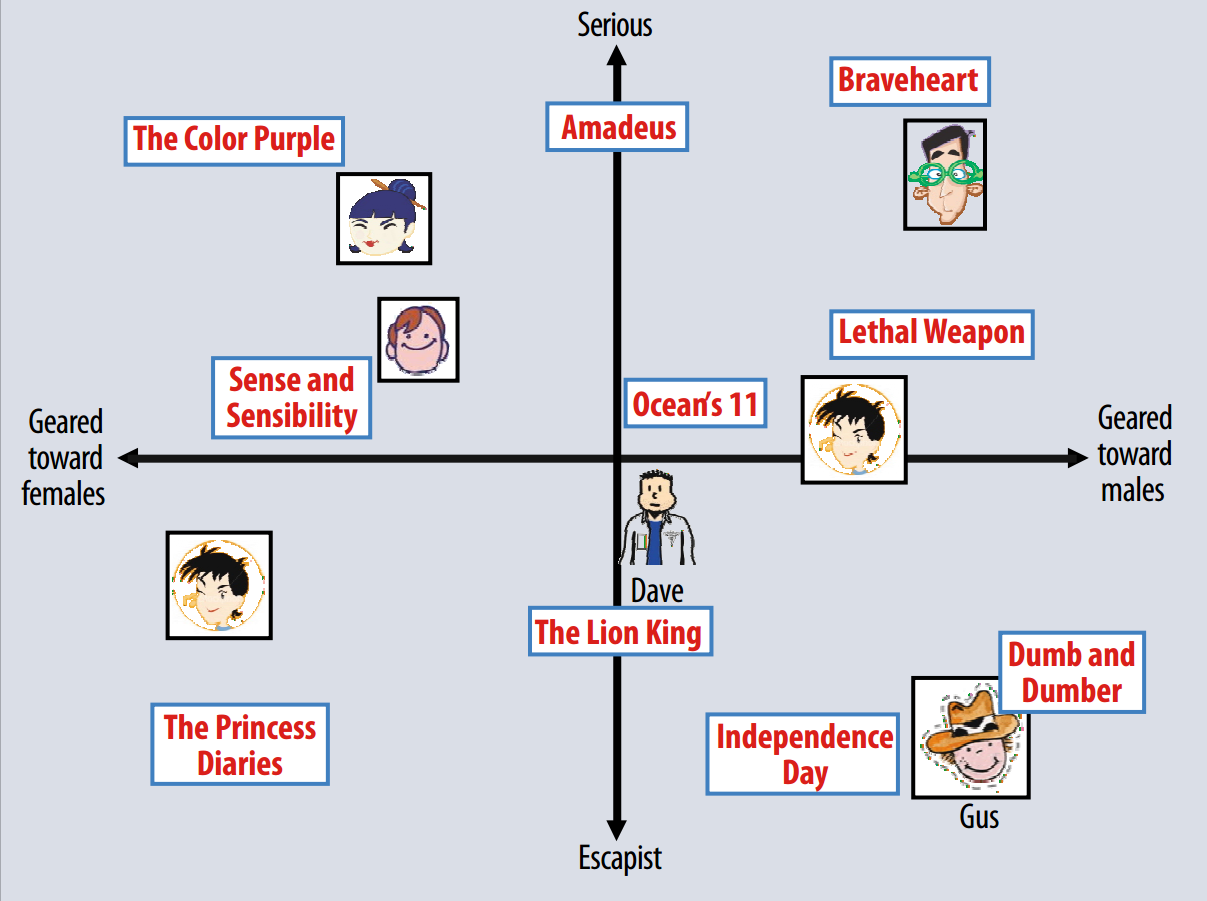 Serious
Braveheart
Amadeus
The Color Purple
Lethal Weapon
Sense and
Sensibility
Ocean's 11
Geared
toward
females
Geared
toward
males
Dave
The Lion King
Dumb and
Dumber
The Princess
Diaries
Independence
Day
Gus
Escapist